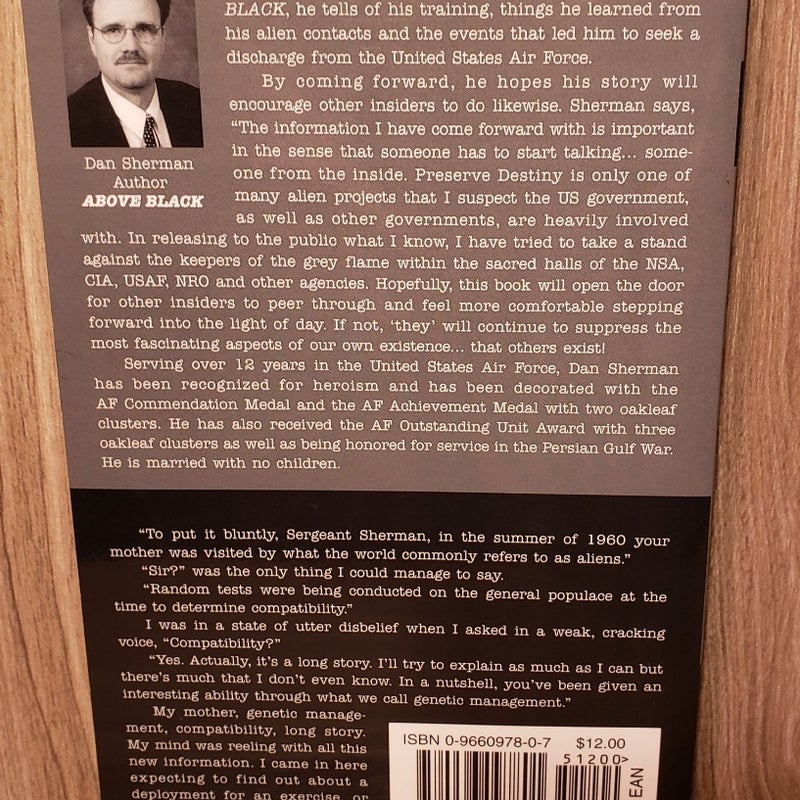 BLACK, he tells of his training, things he learned from
his alien contacts and the events that led him to seek a
discharge from the United States Air Force.
By coming forward, he hopes his story will
encourage other insiders to do likewise. Sherman says,
“The information I have come forward with is important
in the sense that someone has to start talking... some-
one from the inside. Preserve Destiny is only one of
many alien projects that I suspect the US government,
as well as other governments, are heavily involved
Dan Sherman
Author
ABOVE BLACK
with. In releasing to the public what I know, I have tried to take a stand
against the keepers of the grey flame within the sacred halls of the NSA,
CIA, USAF, NRO and other agencies. Hopefully, this book will open the door
for other insiders to peer through and feel more comfortable stepping
forward into the light of day. If not, ‘they’ will continue to suppress the
most fascinating aspects of our own existence... that others exist!
Serving over 12 years in the United States Air Force, Dan Sherman
has been recognized for heroism and has been decorated with the
AF Commendation Medal and the AF Achievement Medal with two oakleaf
clusters. He has also received the AF Outstanding Unit Award with three
oakleaf clusters as well as being honored for service in the Persian Gulf War.
He is married with no children.
“To put it bluntly, Sergeant Sherman, in the summer of 1960 your
mother was visited by what the world commonly refers to as aliens.”
“Sir?” was the only thing I could manage to say.
“Random tests were being conducted on the general populace at the
time to determine compatibility.”
I was in a state of utter disbelief when I asked in a weak, cracking
voice, “Compatibility?”
“Yes. Actually, it’s a long story. I’ll try to explain as much as I can but
there’s much that I don’t even know. In a nutshell, you’ve been given an
interesting ability through what we call genetic management.”
My mother, genetic manage-
ment, compatibility, long story.
My mind was reeling with all this
new information. I came in here
expecting to find out about a
deployment for an exercise, or
ISBN 0-9660978-0-7 $12.00
51200>
EAN